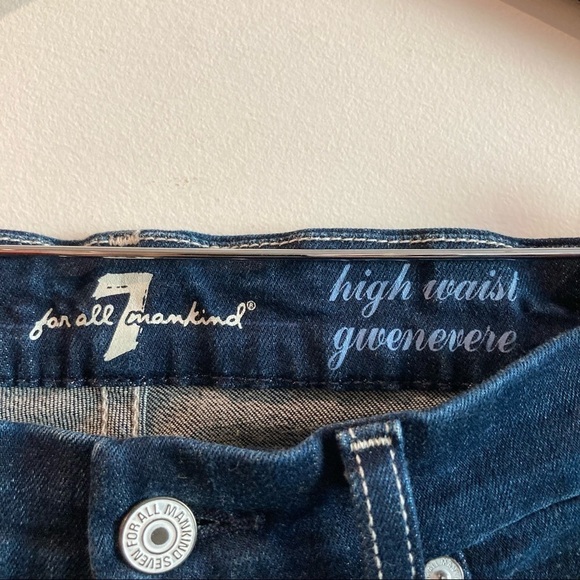 for all 7 mankind®
high waist
gwenevere
FOR ALL MANKIND SEVEN